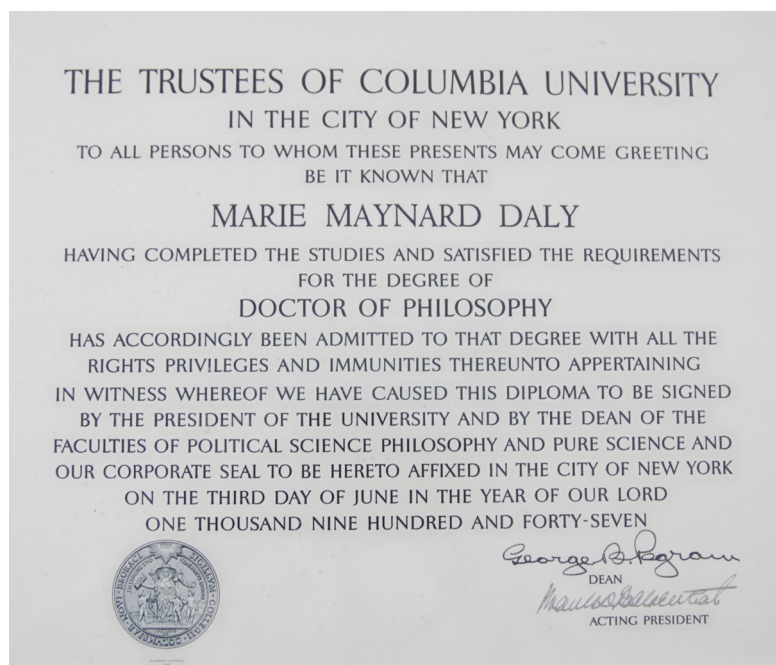 THE TRUSTEES OF COLUMBIA UNIVERSITY
IN THE CITY OF NEW YORK
TO ALL PERSONS TO WHOM THESE PRESENTS MAY COME GREETING
BE IT KNOWN THAT
MARIE MAYNARD DALY
HAVING COMPLETED THE STUDIES AND SATISFIED THE REQUIREMENTS
FOR THE DEGREE OF
DOCTOR OF PHILOSOPHY
HAS ACCORDINGLY BEEN ADMITTED TO THAT DEGREE WITH ALL THE
RIGHTS PRIVILEGES AND IMMUNITIES THEREUNTO APPERTAINING
IN WITNESS WHEREOF WE HAVE CAUSED THIS DIPLOMA TO BE SIGNED
BY THE PRESIDENT OF THE UNIVERSITY AND BY THE DEAN OF THE
FACULTIES OF POLITICAL SCIENCE PHILOSOPHY AND PURE SCIENCE AND
OUR CORPORATE SEAL TO BE HERETO AFFIXED IN THE CITY OF NEW YORK
ON THE THIRD DAY OF JUNE IN THE YEAR OF OUR LORD
ONE THOUSAND NINE HUNDRED AND FORTY-SEVEN
George B. Pegram
DEAN
ACTING PRESIDENT